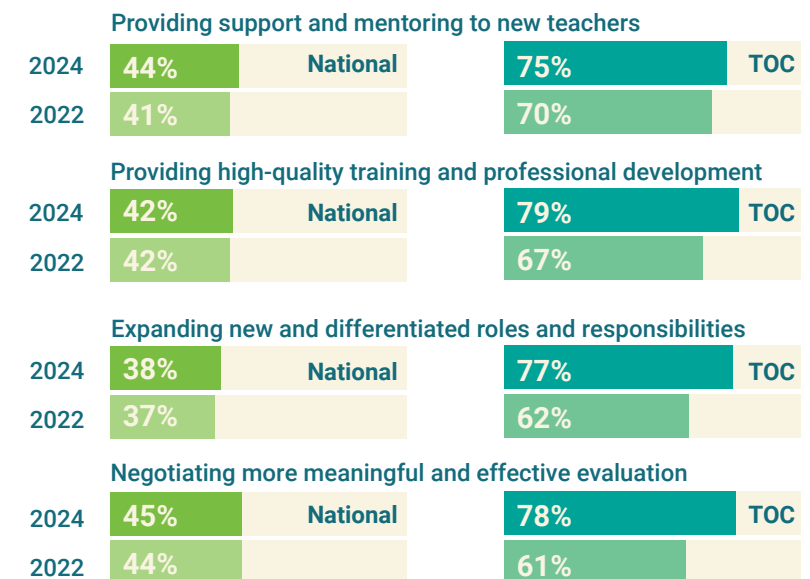 Providing support and mentoring to new teachers
2024 44% National 75% TOC
2022 41% 70%
Providing high-quality training and professional development
2024 42% National 79% TOC
2022 42% 67%
Expanding new and differentiated roles and responsibilities
2024 38% National 77% TOC
2022 37% 62%
Negotiating more meaningful and effective evaluation
2024 45% National 78% TOC
2022 44% 61%